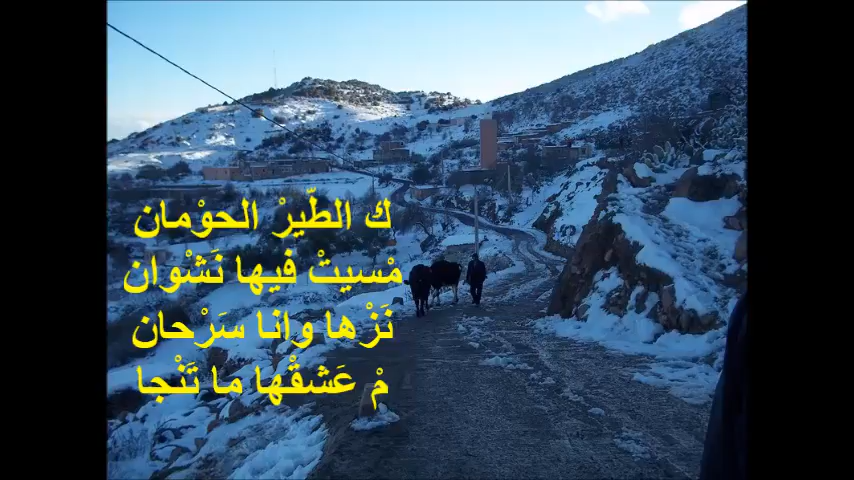 ك الطّيرْ الحوْمان
مْسيتْ فيها نَشْوان
نَزْها وانا سَرْحان
مْ عَشقْها ما تَنْجا